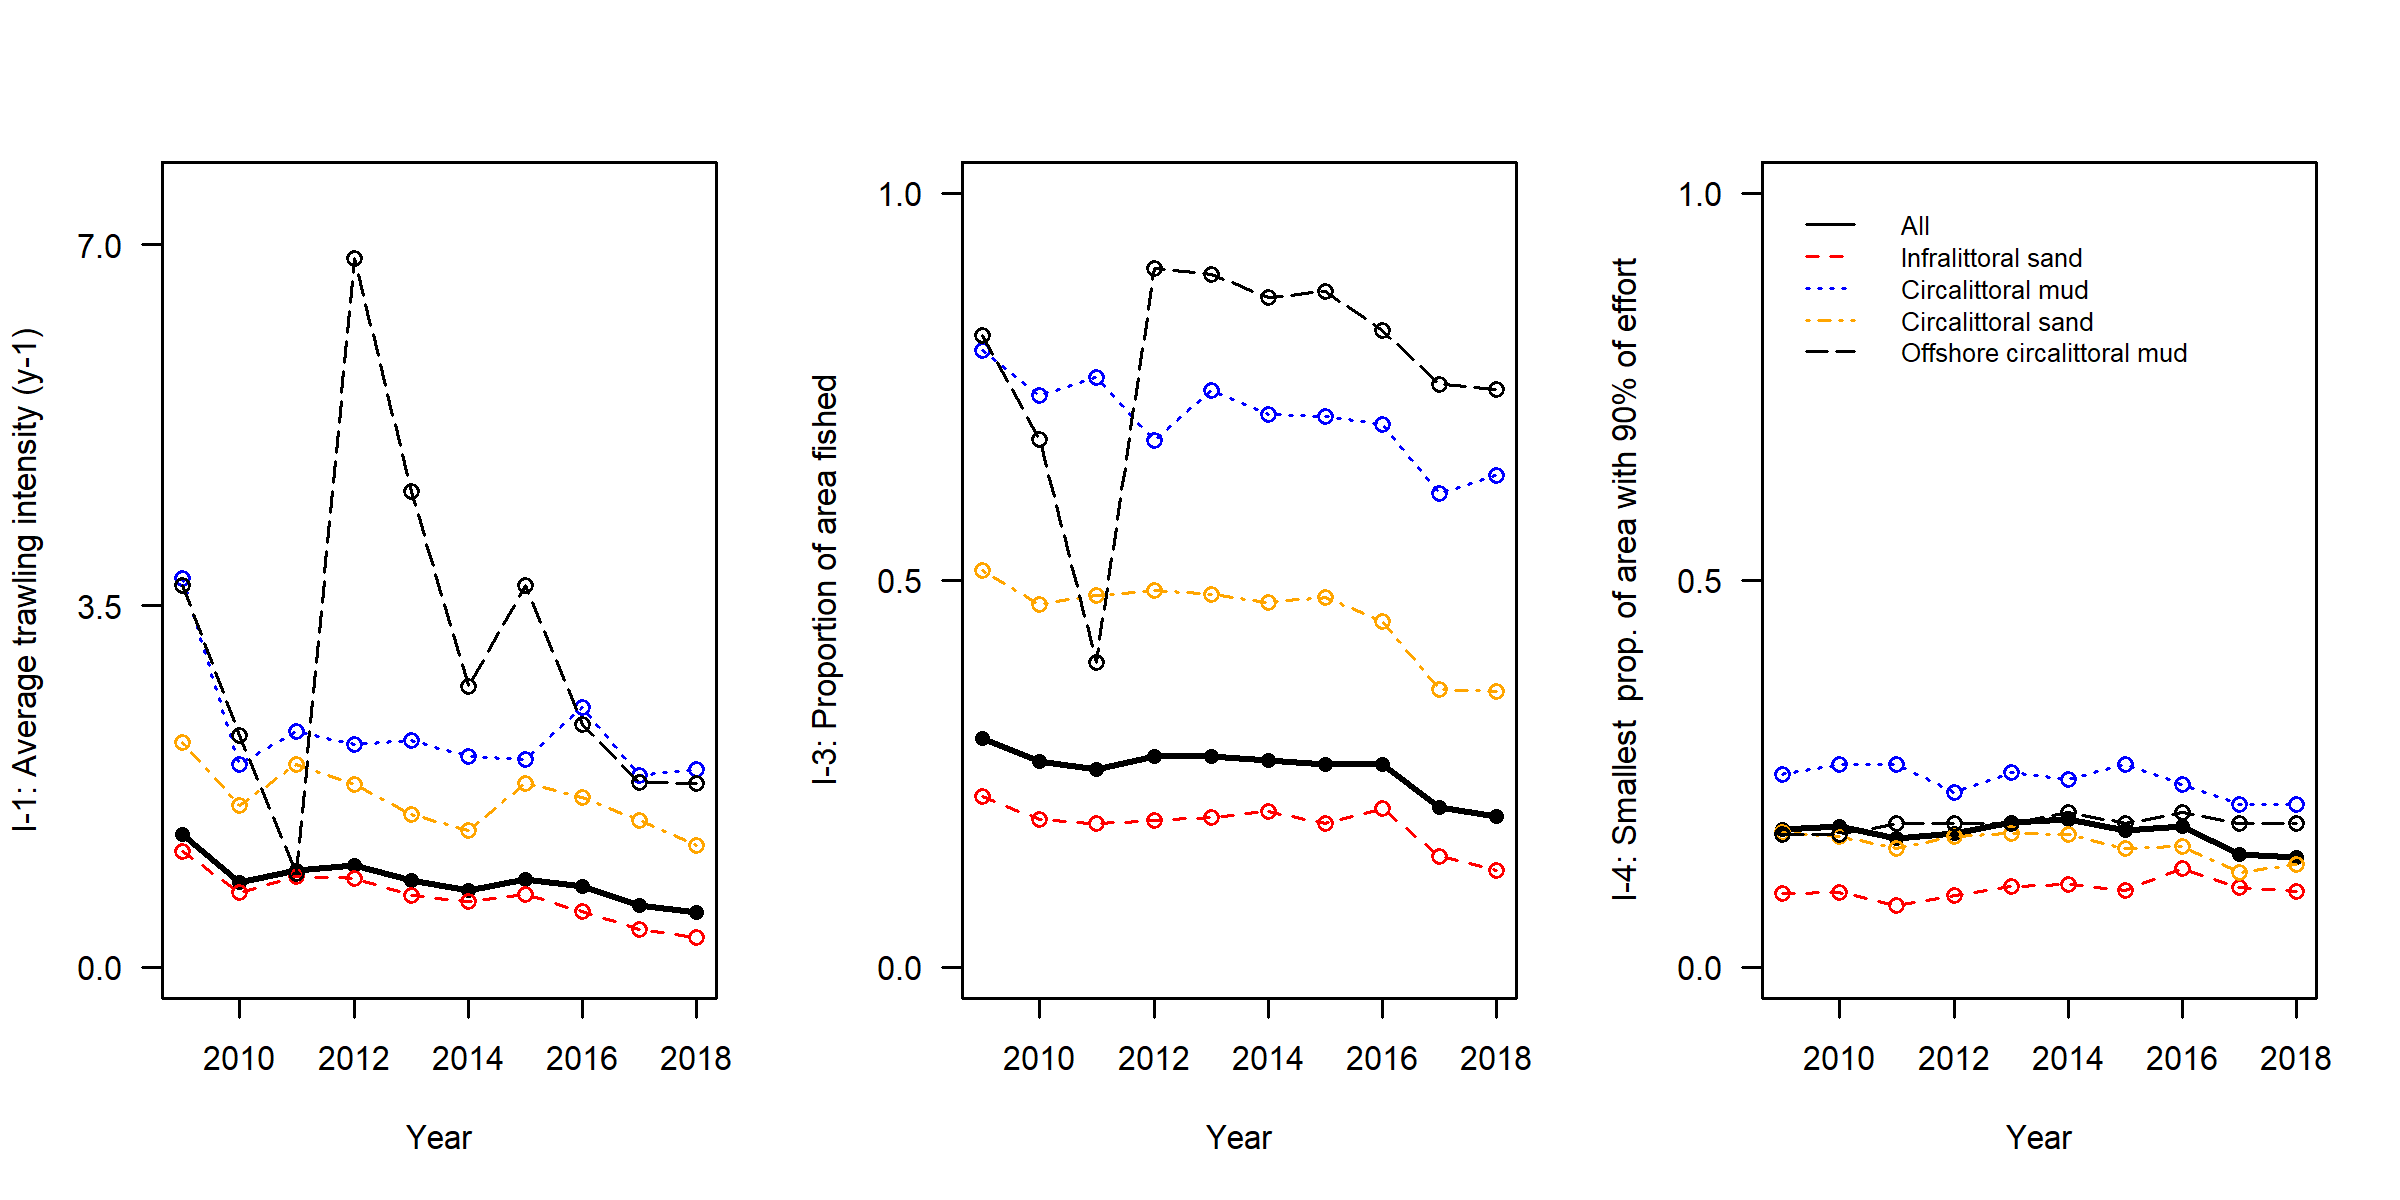 I-1: Average trawling intensity (y-1)
7.0
3.5
0.0
2010 2012 2014 2016 2018
Year
I-3: Proportion of area fished
1.0
0.5
0.0
2010 2012 2014 2016 2018
Year
I-4: Smallest prop. of area with 90% of effort
1.0
0.5
0.0
All
Infralittoral sand
Circalittoral mud
Circalittoral sand
Offshore circalittoral mud
2010 2012 2014 2016 2018
Year